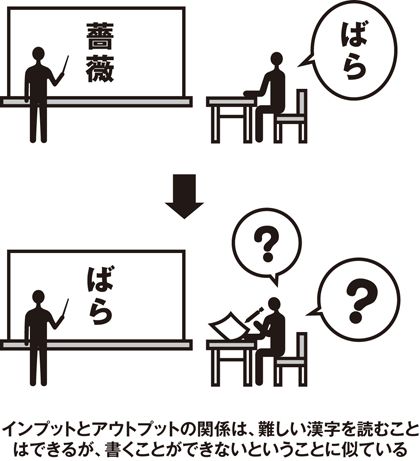 薔薇
ばら
ばら
?
?
インプットとアウトプットの関係は、難しい漢字を読むこと
はできるが、書くことができないということに似ている